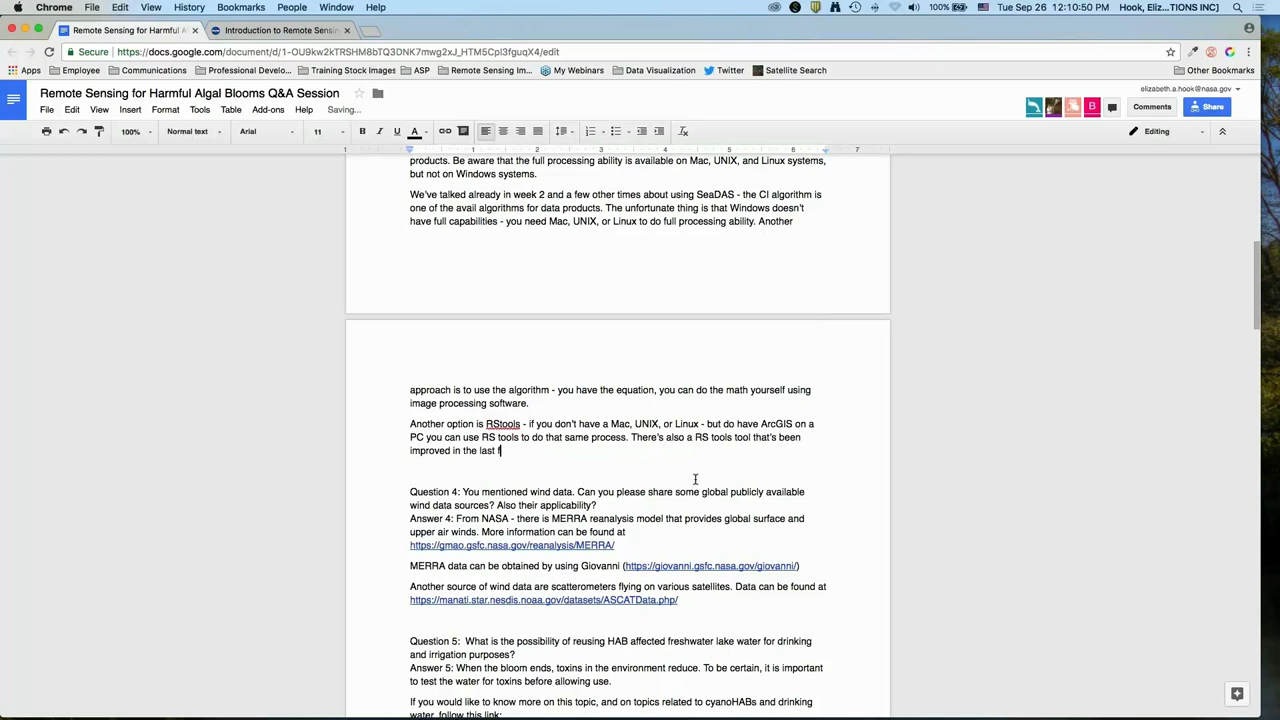 Chrome File Edit View History Bookmarks People Window Help 100% Tue Sep 26 12:10:50 PM Hook, Eliz...TIONS INC]
Remote Sensing for Harmful Al × Introduction to Remote Sensin ×
Secure https://docs.google.com/document/d/1-OU9kw2kTRSHM8bTQ3DNK7mwg2xJ_HTM5Cpl3fguqX4/edit
Apps Employee Communications Professional Develo... Training Stock Images ASP Remote Sensing Im... My Webinars Data Visualization Twitter Satellite Search Other Bookmarks
Remote Sensing for Harmful Algal Blooms Q&A Session
elizabeth.a.hook@nasa.gov
File Edit View Insert Format Tools Table Add-ons Help Saving...
B Comments Share
100% Normal text Arial 11 B I U A Editing
1 1 2 3 4 5 6 7
products. Be aware that the full processing ability is available on Mac, UNIX, and Linux systems,
but not on Windows systems.
We've talked already in week 2 and a few other times about using SeaDAS - the CI algorithm is
one of the avail algorithms for data products. The unfortunate thing is that Windows doesn't
have full capabilities - you need Mac, UNIX, or Linux to do full processing ability. Another
approach is to use the algorithm - you have the equation, you can do the math yourself using
image processing software.
Another option is RStools - if you don't have a Mac, UNIX, or Linux - but do have ArcGIS on a
PC you can use RS tools to do that same process. There's also a RS tools tool that's been
improved in the last f
Question 4: You mentioned wind data. Can you please share some global publicly available
wind data sources? Also their applicability?
Answer 4: From NASA - there is MERRA reanalysis model that provides global surface and
upper air winds. More information can be found at
https://gmao.gsfc.nasa.gov/reanalysis/MERRA/
MERRA data can be obtained by using Giovanni (https://giovanni.gsfc.nasa.gov/giovanni/)
Another source of wind data are scatterometers flying on various satellites. Data can be found at
https://manati.star.nesdis.noaa.gov/datasets/ASCATData.php/
Question 5: What is the possibility of reusing HAB affected freshwater lake water for drinking
and irrigation purposes?
Answer 5: When the bloom ends, toxins in the environment reduce. To be certain, it is important
to test the water for toxins before allowing use.
If you would like to know more on this topic, and on topics related to cyanoHABs and drinking
water, follow this link: